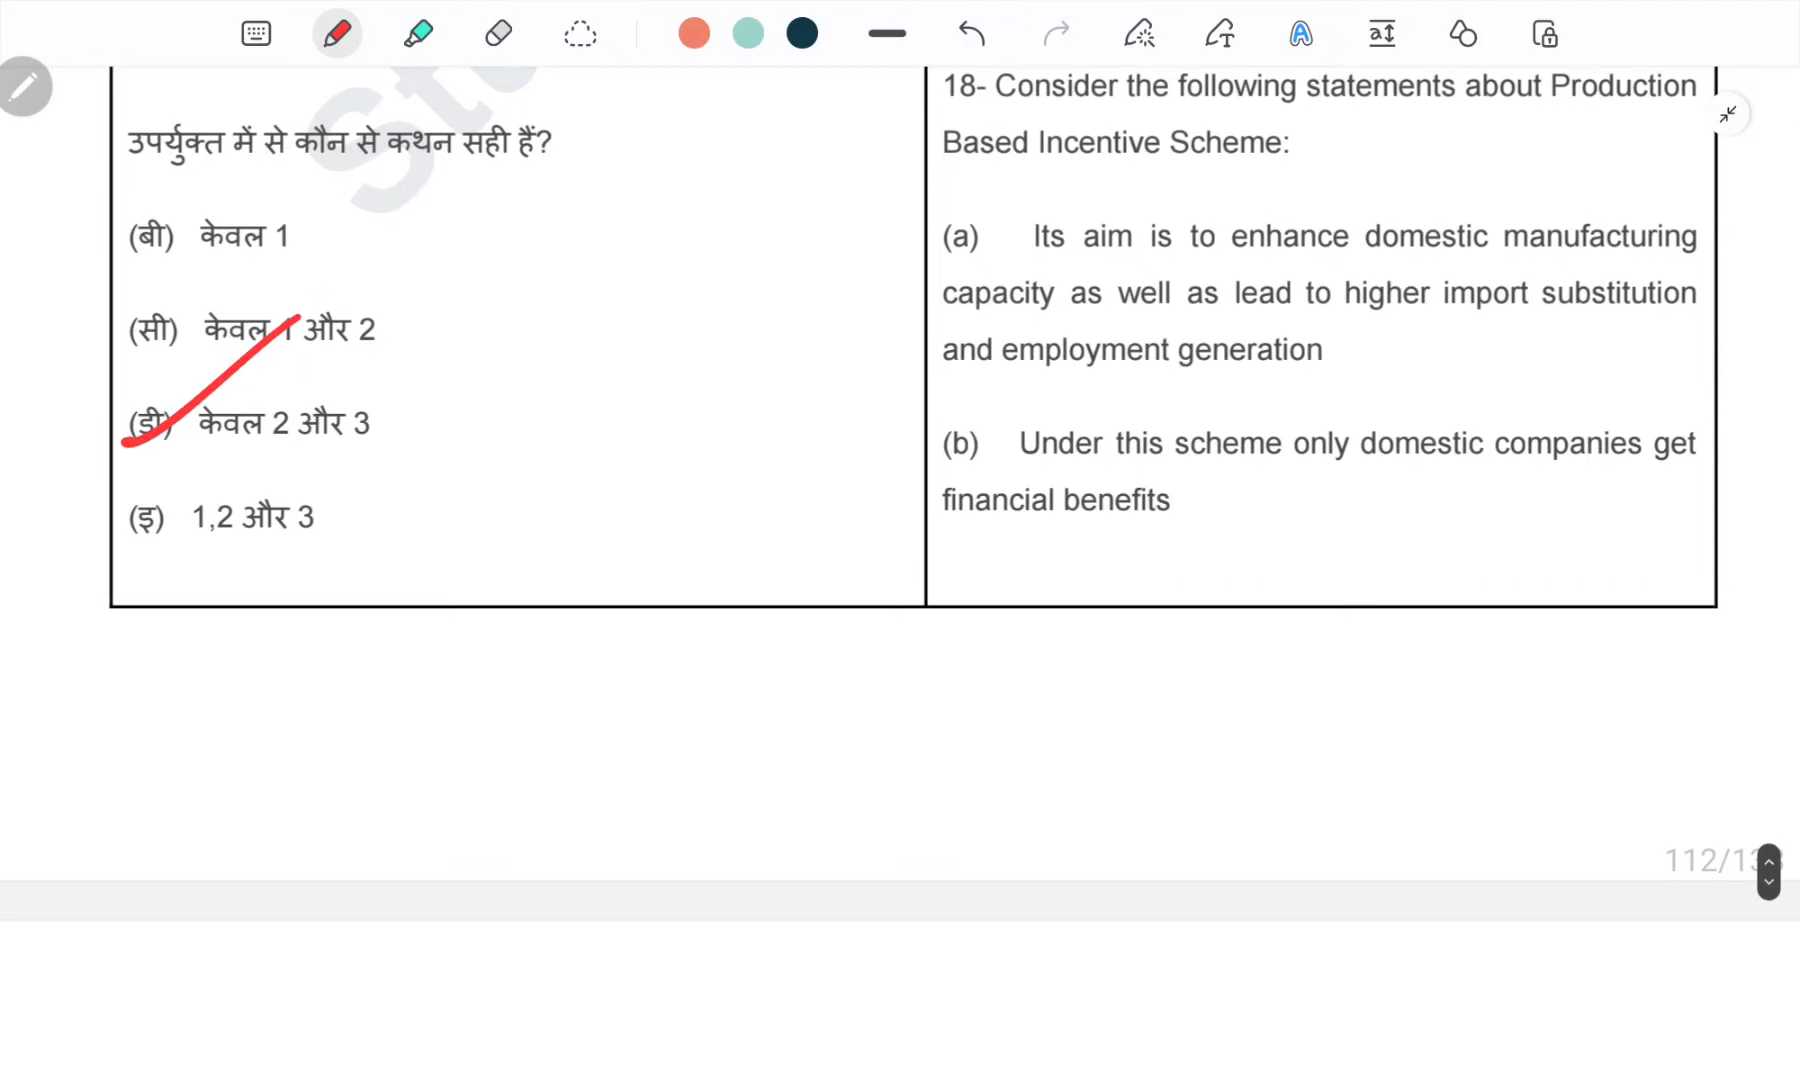 उपर्युक्त में से कौन से कथन सही हैं?
(बी) केवल 1
(सी) केवल 1 और 2
(डी) केवल 2 और 3
(इ) 1,2 और 3
18- Consider the following statements about Production
Based Incentive Scheme:
(a) Its aim is to enhance domestic manufacturing
capacity as well as lead to higher import substitution
and employment generation
(b) Under this scheme only domestic companies get
financial benefits